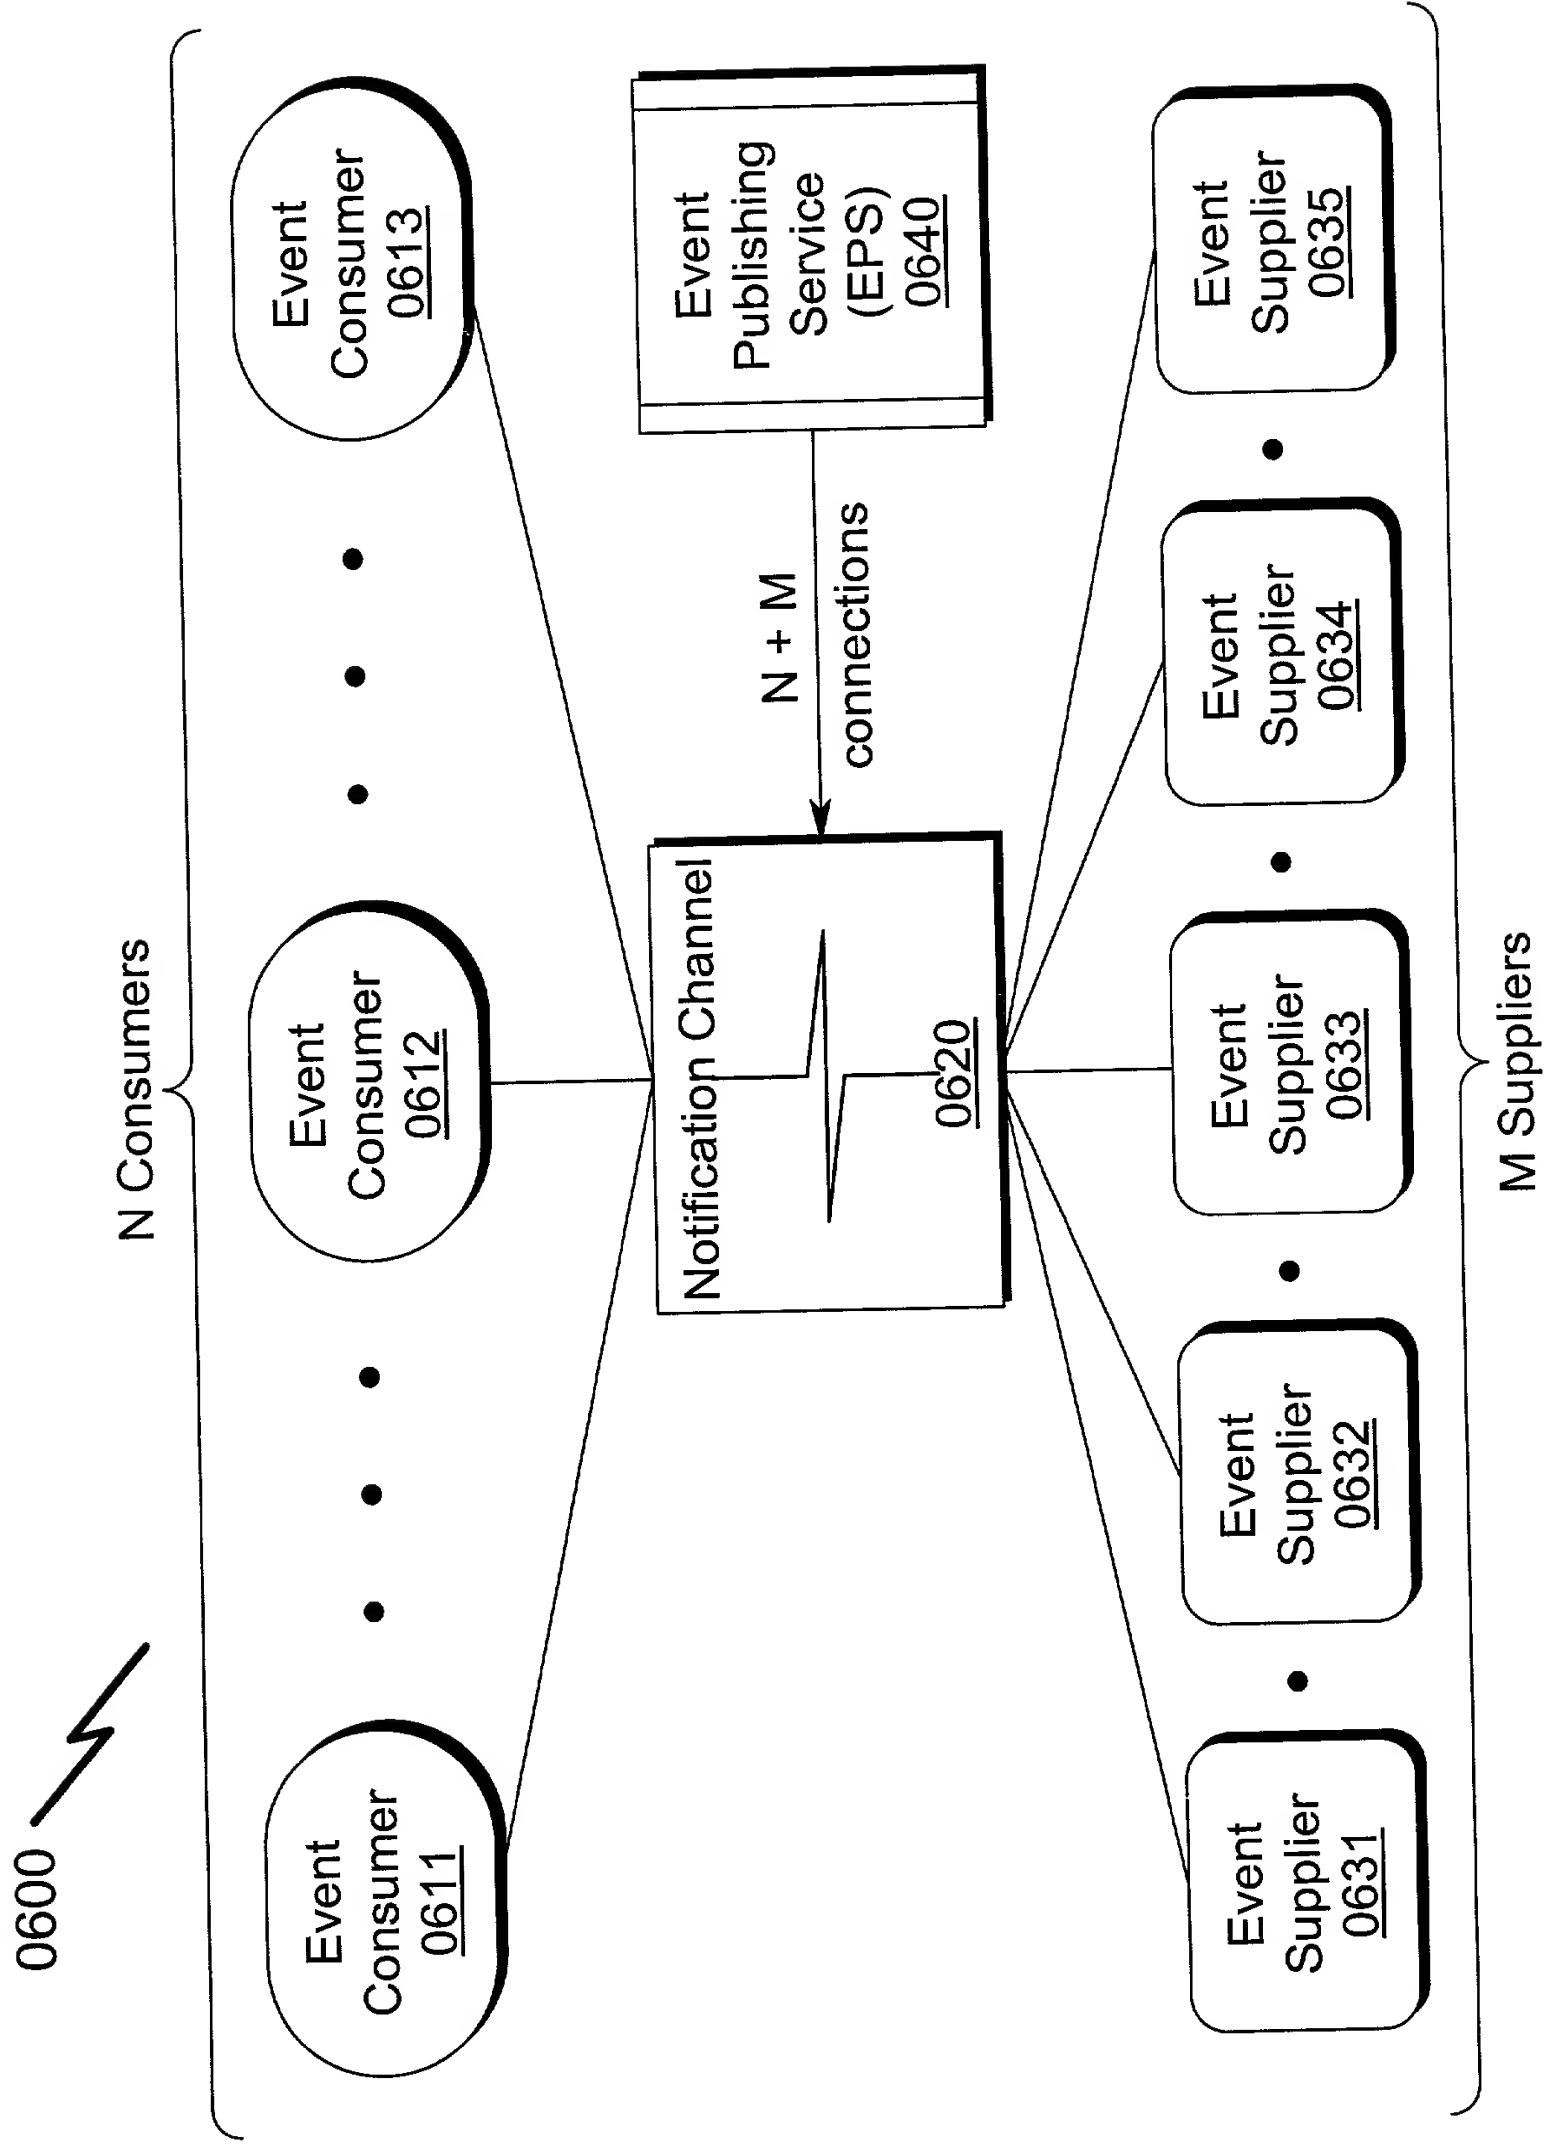 0600
N Consumers
Event
Consumer
0611
Event
Consumer
0612
Event
Consumer
0613
Notification Channel
0620
N + M
connections
Event
Publishing
Service
(EPS)
0640
Event
Supplier
0631
Event
Supplier
0632
Event
Supplier
0633
Event
Supplier
0634
Event
Supplier
0635
M Suppliers